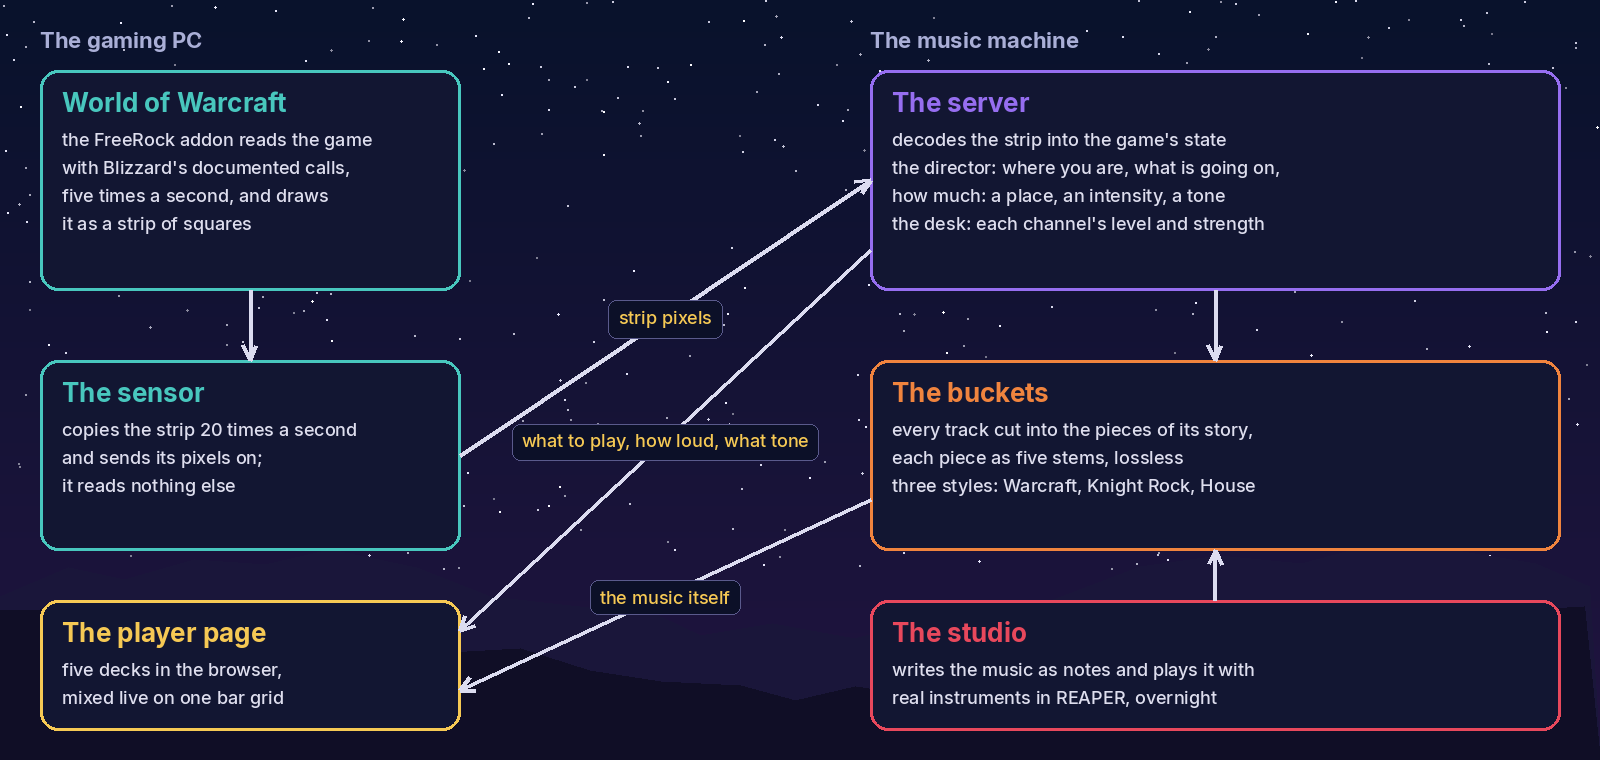 The gaming PC
World of Warcraft
the FreeRock addon reads the game
with Blizzard's documented calls,
five times a second, and draws
it as a strip of squares
The sensor
copies the strip 20 times a second
and sends its pixels on;
it reads nothing else
The player page
five decks in the browser,
mixed live on one bar grid
strip pixels
what to play, how loud, what tone
the music itself
The music machine
The server
decodes the strip into the game's state
the director: where you are, what is going on,
how much: a place, an intensity, a tone
the desk: each channel's level and strength
The buckets
every track cut into the pieces of its story,
each piece as five stems, lossless
three styles: Warcraft, Knight Rock, House
The studio
writes the music as notes and plays it with
real instruments in REAPER, overnight